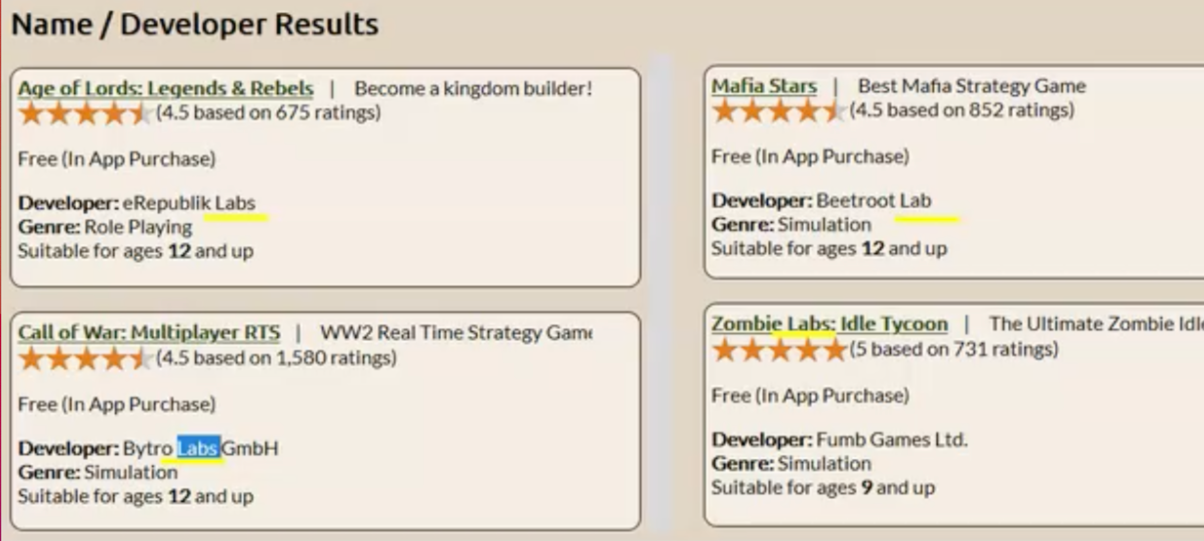 Name / Developer Results
Age of Lords: Legends & Rebels | Become a kingdom builder!
(4.5 based on 675 ratings)
Free (In App Purchase)
Developer: eRepublik Labs
Genre: Role Playing
Suitable for ages 12 and up
Mafia Stars | Best Mafia Strategy Game
(4.5 based on 852 ratings)
Free (In App Purchase)
Developer: Beetroot Lab
Genre: Simulation
Suitable for ages 12 and up
Call of War: Multiplayer RTS | WW2 Real Time Strategy Game
(4.5 based on 1,580 ratings)
Free (In App Purchase)
Developer: Bytro Labs GmbH
Genre: Simulation
Suitable for ages 12 and up
Zombie Labs: Idle Tycoon | The Ultimate Zombie Idle
(5 based on 731 ratings)
Free (In App Purchase)
Developer: Fumb Games Ltd.
Genre: Simulation
Suitable for ages 9 and up